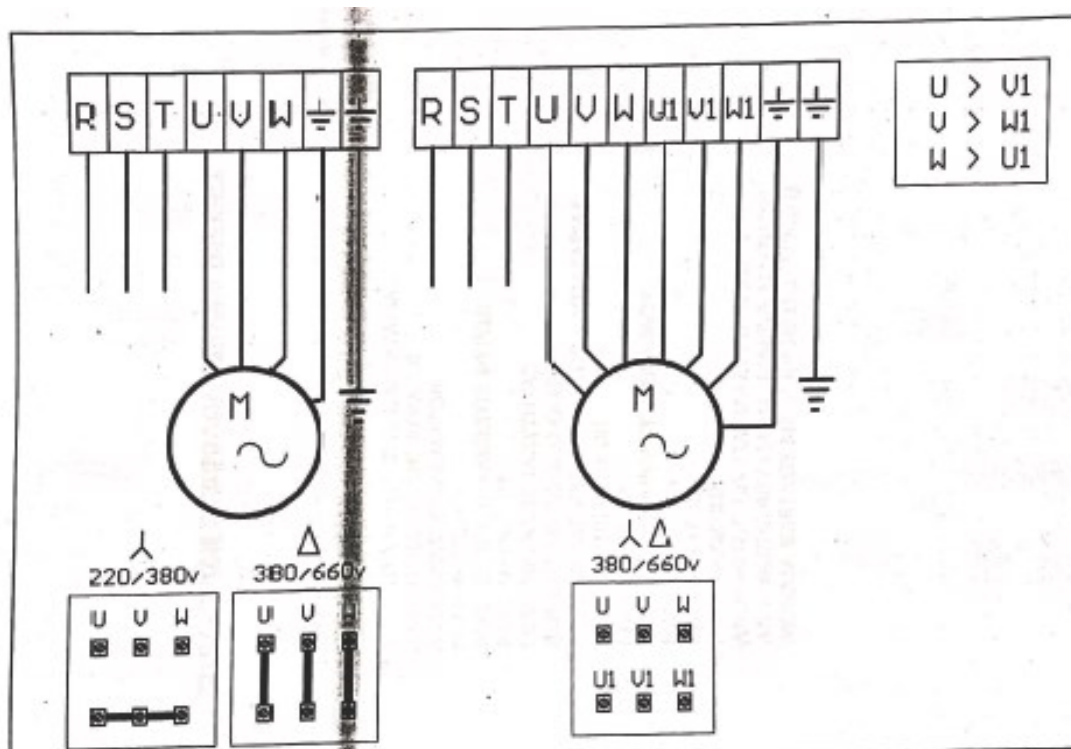 R S T U V W
R S T U V W U1 V1 W1
U > V1
V > W1
W > U1
M
M
220/380v
380/660v
380/660v
U V W
U V
U V W
U1 V1 W1